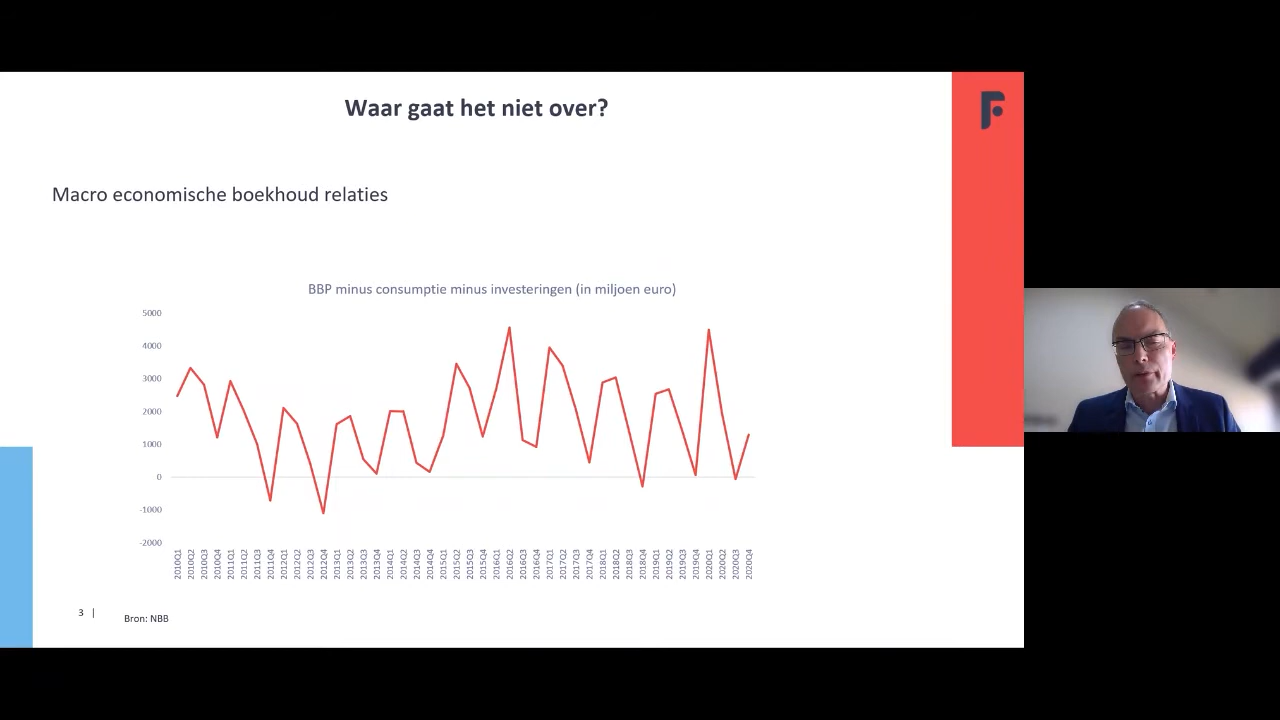 Waar gaat het niet over?
Macro economische boekhoud relaties
BBP minus consumptie minus investeringen (in miljoen euro)
5000
4000
3000
2000
1000
0
-1000
-2000
2010Q1
2010Q2
2010Q3
2010Q4
2011Q1
2011Q2
2011Q3
2011Q4
2012Q1
2012Q2
2012Q3
2012Q4
2013Q1
2013Q2
2013Q3
2013Q4
2014Q1
2014Q2
2014Q3
2014Q4
2015Q1
2015Q2
2015Q3
2015Q4
2016Q1
2016Q2
2016Q3
2016Q4
2017Q1
2017Q2
2017Q3
2017Q4
2018Q1
2018Q2
2018Q3
2018Q4
2019Q1
2019Q2
2019Q3
2019Q4
2020Q1
2020Q2
2020Q3
2020Q4
3 |
Bron: NBB